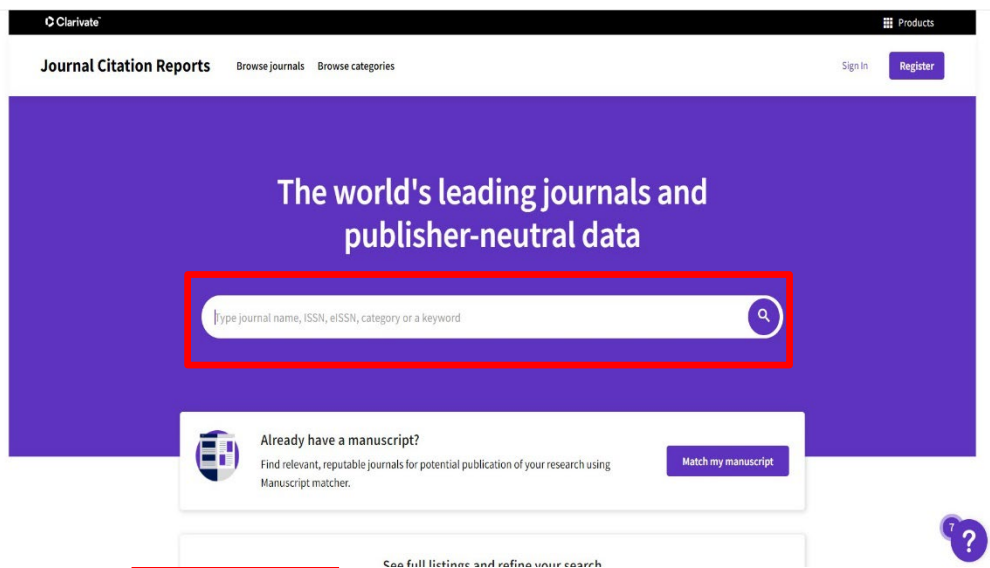 Clarivate™
Products
Journal Citation Reports Browse journals Browse categories Sign In Register
The world's leading journals and
publisher-neutral data
Type journal name, ISSN, eISSN, category or a keyword
Already have a manuscript?
Find relevant, reputable journals for potential publication of your research using
Manuscript matcher.
Match my manuscript
7
?
See full listings and refine your search